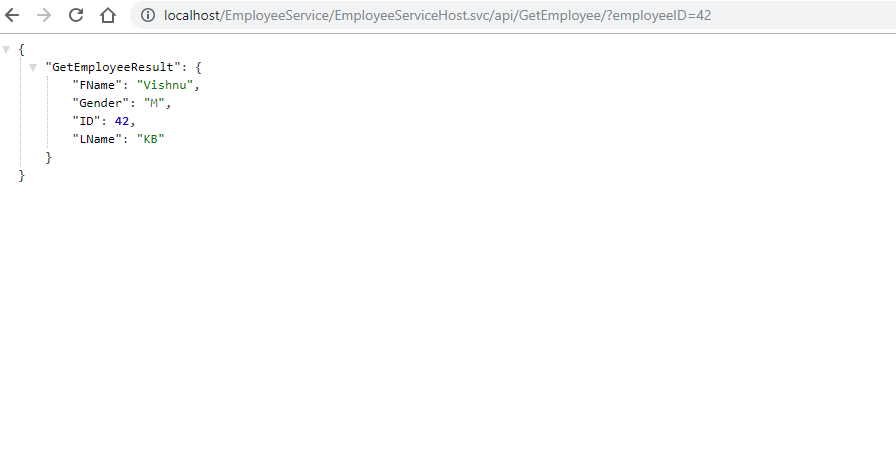 localhost/EmployeeService/EmployeeServiceHost.svc/api/GetEmployee/?employeeID=42
{
"GetEmployeeResult": {
"FName": "Vishnu",
"Gender": "M",
"ID": 42,
"LName": "KB"
}
}